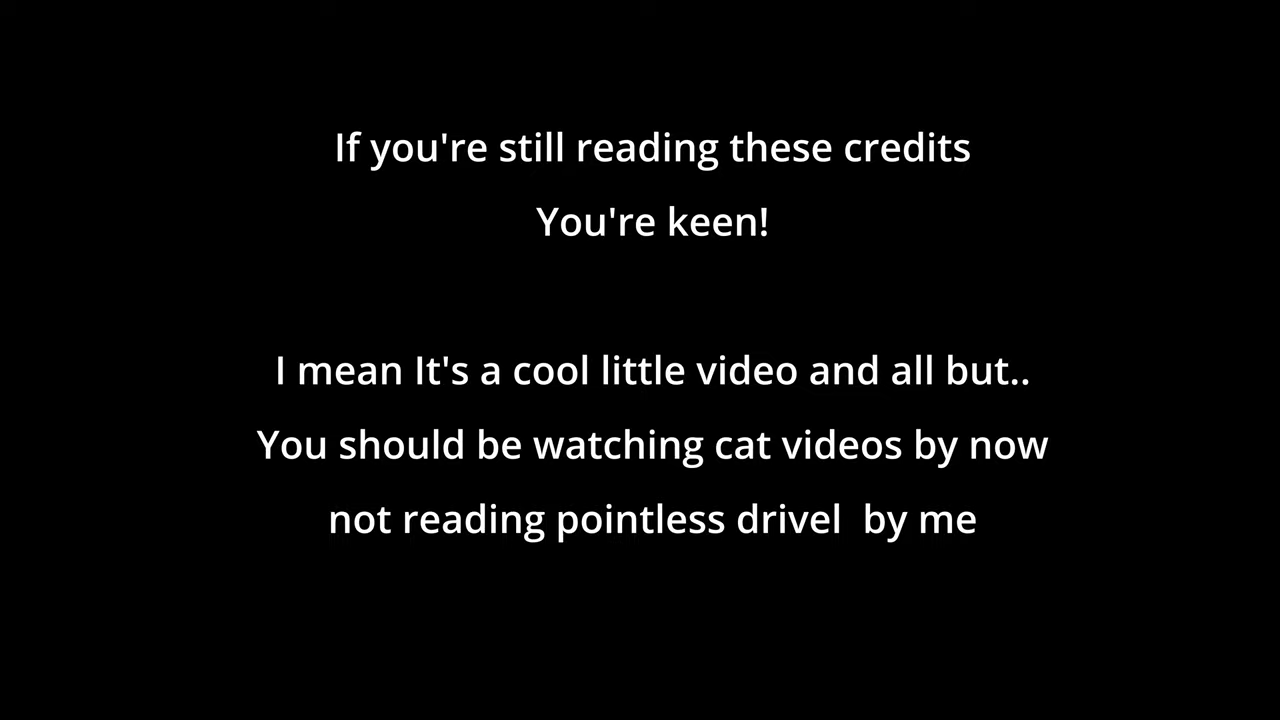 If you're still reading these credits
You're keen!
I mean It's a cool little video and all but..
You should be watching cat videos by now
not reading pointless drivel  by me